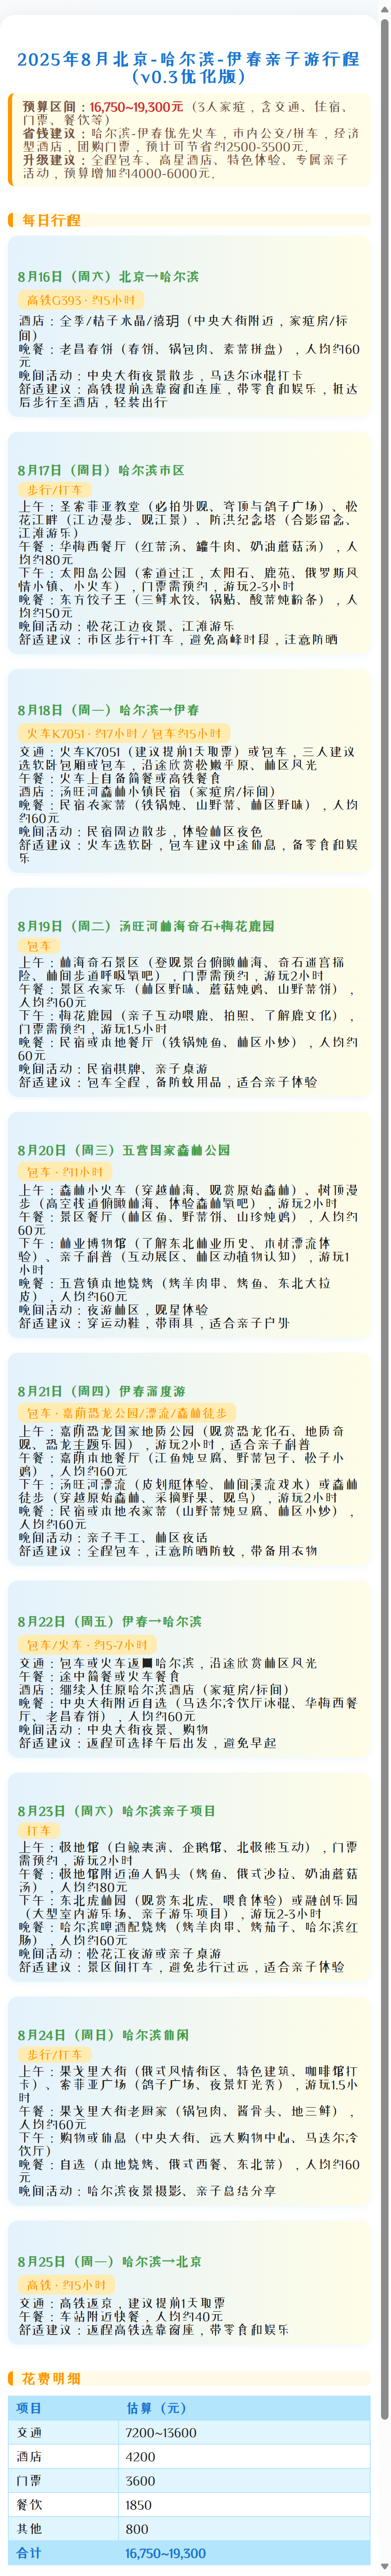 2025年8月北京-哈尔滨-伊春亲子游行程
（v0.3优化版）
预算区间：16,750~19,300元（3人家庭，含交通、住宿、
门票、餐饮等）
省钱建议：哈尔滨-伊春优先火车，市内公交/拼车，经济
型酒店，团购门票，预计可节省约2500-3500元。
升级建议：全程包车、高星酒店、特色体验、专属亲子
活动，预算增加约4000-6000元。
每日行程
8月16日（周六）北京→哈尔滨
高铁G393 · 约5小时
酒店：全季/桔子水晶/禧玥（中央大街附近，家庭房/标
间）
晚餐：老昌春饼（春饼、锅包肉、素菜拼盘），人均约60
元
晚间活动：中央大街夜景散步，马迭尔冰棍打卡
舒适建议：高铁提前选靠窗和连座，带零食和娱乐，抵达
后步行至酒店，轻装出行
8月17日（周日）哈尔滨市区
步行/打车
上午：圣索菲亚教堂（必拍外观、穹顶与鸽子广场）、松
花江畔（江边漫步、观江景）、防洪纪念塔（合影留念、
江滩游乐）
午餐：华梅西餐厅（红菜汤、罐牛肉、奶油蘑菇汤），人
均约80元
下午：太阳岛公园（索道过江，太阳石、鹿苑、俄罗斯风
情小镇、小火车），门票需预约，游玩2-3小时
晚餐：东方饺子王（三鲜水饺、锅贴、酸菜炖粉条），人
均约50元
晚间活动：松花江边夜景、江滩游乐
舒适建议：市区步行+打车，避免高峰时段，注意防晒
8月18日（周一）哈尔滨→伊春
火车K7051 · 约7小时 / 包车约5小时
交通：火车K7051（建议提前1天取票）或包车，三人建议
选软卧包厢或包车，沿途欣赏松嫩平原、林区风光
午餐：火车上自备简餐或高铁餐食
酒店：汤旺河森林小镇民宿（家庭房/标间）
晚餐：民宿农家菜（铁锅炖、山野菜、林区野味），人均
约60元
晚间活动：民宿周边散步，体验林区夜色
舒适建议：火车选软卧，包车建议中途休息，备零食和娱
乐
8月19日（周二）汤旺河林海奇石+梅花鹿园
包车
上午：林海奇石景区（登观景台俯瞰林海、奇石迷宫探
险、林间步道呼吸氧吧），门票需预约，游玩2小时
午餐：景区农家乐（林区野味、蘑菇炖鸡、山野菜饼），
人均约60元
下午：梅花鹿园（亲子互动喂鹿、拍照、了解鹿文化），
门票需预约，游玩1.5小时
晚餐：民宿或本地餐厅（铁锅炖鱼、林区小炒），人均约
60元
晚间活动：民宿棋牌、亲子桌游
舒适建议：包车全程，备防蚊用品，适合亲子体验
8月20日（周三）五营国家森林公园
包车 · 约1小时
上午：森林小火车（穿越林海、观赏原始森林）、树顶漫
步（高空栈道俯瞰林海、体验森林氧吧），游玩2小时
午餐：景区餐厅（林区鱼、野菜饼、山珍炖鸡），人均约
60元
下午：林业博物馆（了解东北林业历史、木材漂流体
验）、亲子科普（互动展区、林区动植物认知），游玩1
小时
晚餐：五营镇本地烧烤（烤羊肉串、烤鱼、东北大拉
皮），人均约60元
晚间活动：夜游林区，观星体验
舒适建议：穿运动鞋，带雨具，适合亲子户外
8月21日（周四）伊春深度游
包车 · 嘉荫恐龙公园/漂流/森林徒步
上午：嘉荫恐龙国家地质公园（观赏恐龙化石、地质奇
观、恐龙主题乐园），游玩2小时，适合亲子科普
午餐：嘉荫本地餐厅（江鱼炖豆腐、野菜包子、松子小
鸡），人均约60元
下午：汤旺河漂流（皮划艇体验、林间溪流戏水）或森林
徒步（穿越原始森林、采摘野果、观鸟），游玩2小时
晚餐：民宿或本地农家菜（山野菜炖豆腐、林区小炒），
人均约60元
晚间活动：亲子手工、林区夜话
舒适建议：全程包车，注意防晒防蚊，带备用衣物
8月22日（周五）伊春→哈尔滨
包车/火车 · 约5-7小时
交通：包车或火车返■哈尔滨，沿途欣赏林区风光
午餐：途中简餐或火车餐食
酒店：继续入住原哈尔滨酒店（家庭房/标间）
晚餐：中央大街附近自选（马迭尔冷饮厅冰棍、华梅西餐
厅、老昌春饼），人均约60元
晚间活动：中央大街夜景、购物
舒适建议：返程可选择午后出发，避免早起
8月23日（周六）哈尔滨亲子项目
打车
上午：极地馆（白鲸表演、企鹅馆、北极熊互动），门票
需预约，游玩2小时
午餐：极地馆附近渔人码头（烤鱼、俄式沙拉、奶油蘑菇
汤），人均约80元
下午：东北虎林园（观赏东北虎、喂食体验）或融创乐园
（大型室内游乐场、亲子游乐项目），游玩2-3小时
晚餐：哈尔滨啤酒配烧烤（烤羊肉串、烤茄子、哈尔滨红
肠），人均约60元
晚间活动：松花江夜游或亲子桌游
舒适建议：景区间打车，避免步行过远，适合亲子体验
8月24日（周日）哈尔滨休闲
步行/打车
上午：果戈里大街（俄式风情街区、特色建筑、咖啡馆打
卡）、索菲亚广场（鸽子广场、夜景灯光秀），游玩1.5小
时
午餐：果戈里大街老厨家（锅包肉、酱骨头、地三鲜），
人均约60元
下午：购物或休息（中央大街、远大购物中心、马迭尔冷
饮厅）
晚餐：自选（本地烧烤、俄式西餐、东北菜），人均约60
元
晚间活动：哈尔滨夜景摄影、亲子总结分享
8月25日（周一）哈尔滨→北京
高铁 · 约5小时
交通：高铁返京，建议提前1天取票
午餐：车站附近快餐，人均约40元
舒适建议：返程高铁选靠窗座，带零食和娱乐
花费明细
项目 估算（元）
交通 7200~13600
酒店 4200
门票 3600
餐饮 1850
其他 800
合计 16,750~19,300